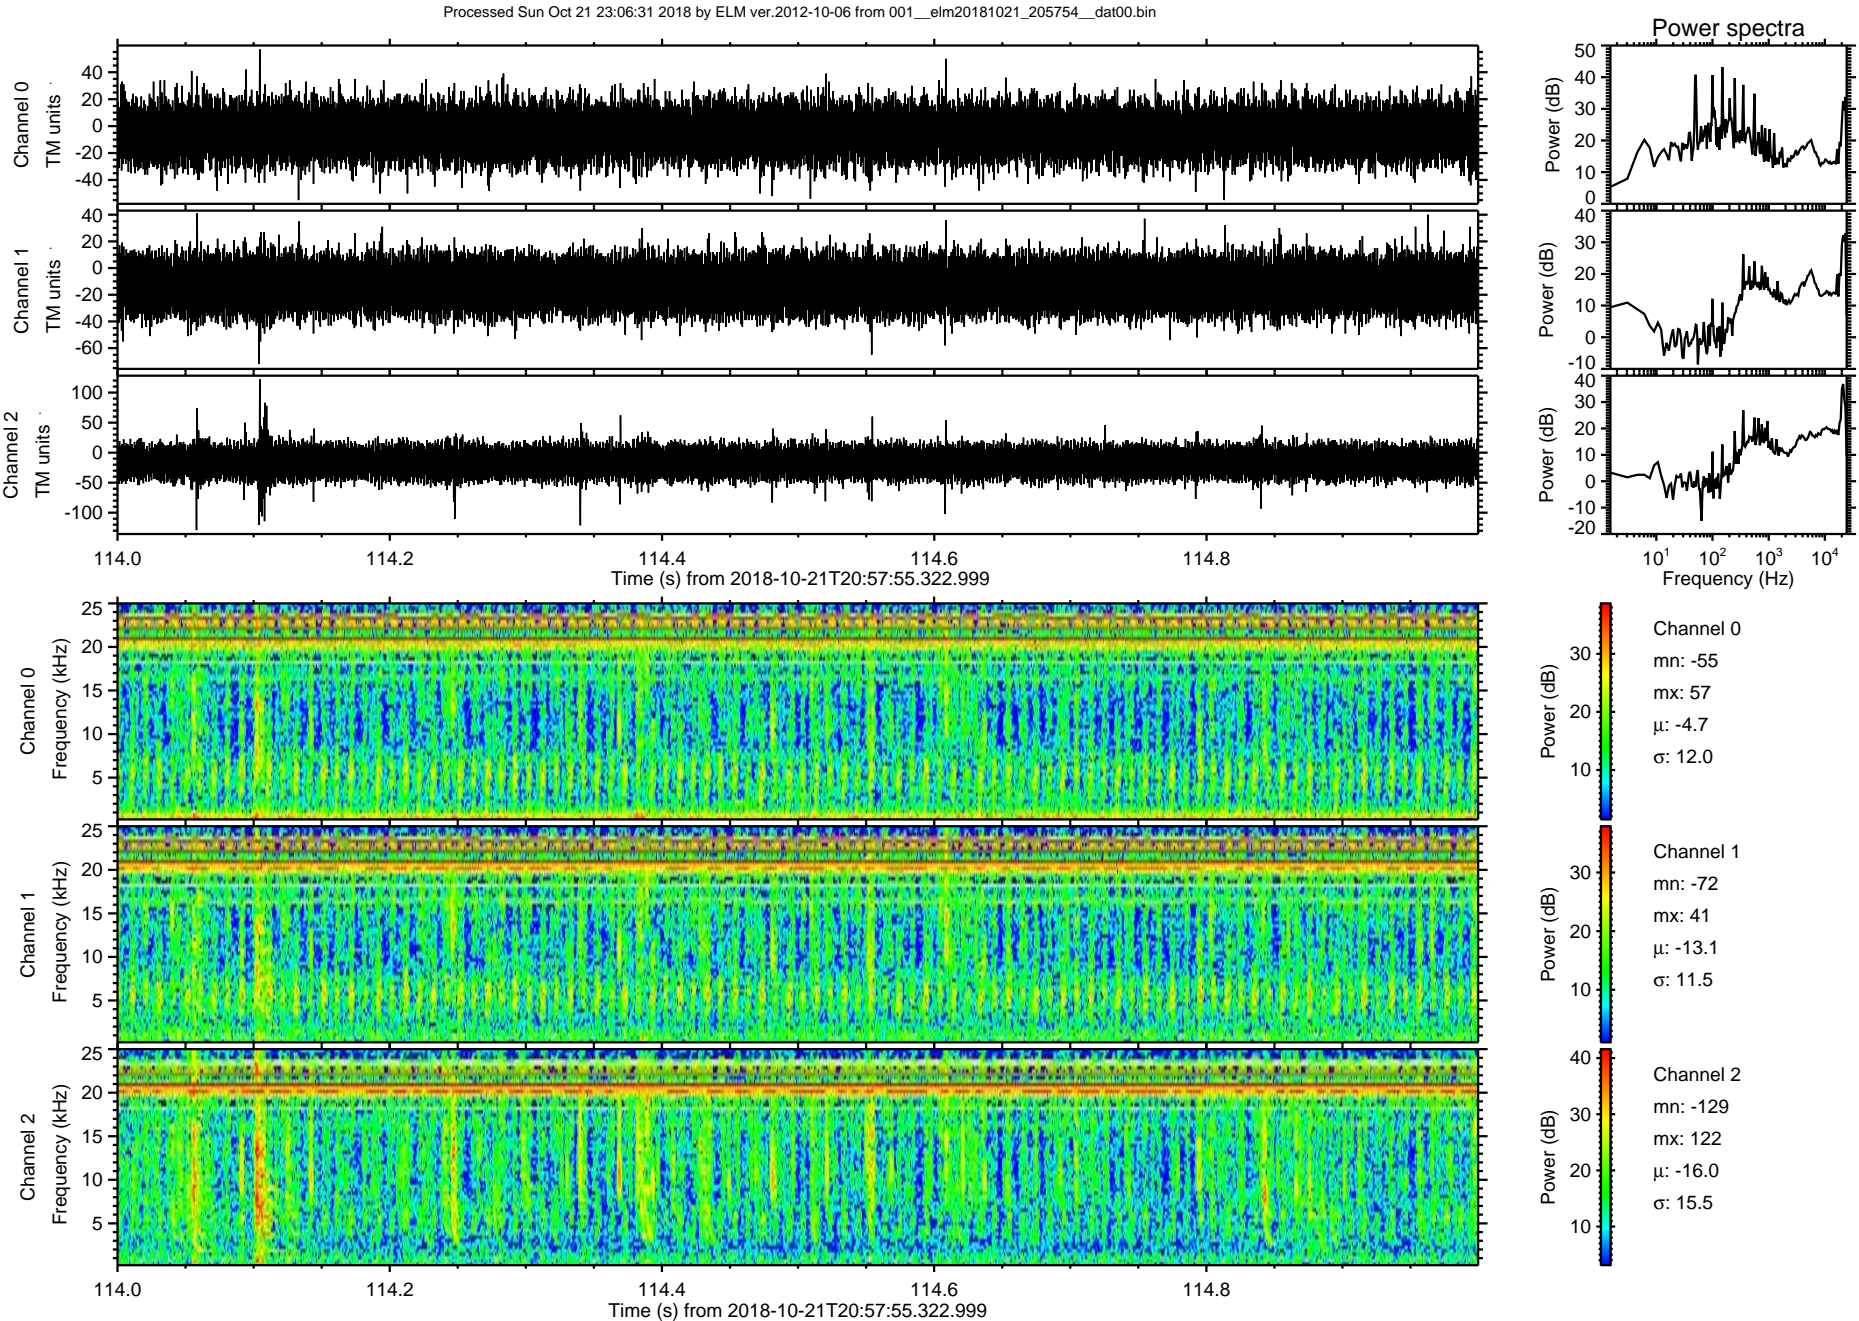 Processed Sun Oct 21 23:06:31 2018 by ELM ver.2012-10-06 from 001__elm20181021_205754__dat00.bin
Power spectra
Channel 0
TM units
40
20
0
-20
-40
Power (dB)
50
40
30
20
10
0
Channel 1
TM units
40
20
0
-20
-40
-60
Power (dB)
40
30
20
10
0
-10
Channel 2
TM units
100
50
0
-50
-100
Power (dB)
40
30
20
10
0
-10
-20
114.0 114.2 114.4 114.6 114.8
Time (s) from 2018-10-21T20:57:55.322.999
10¹ 10² 10³ 10⁴
Frequency (Hz)
Channel 0
Frequency (kHz)
25
20
15
10
5
Power (dB)
30
20
10
Channel 0
mn: -55
mx: 57
μ: -4.7
σ: 12.0
Channel 1
Frequency (kHz)
25
20
15
10
5
Power (dB)
30
20
10
Channel 1
mn: -72
mx: 41
μ: -13.1
σ: 11.5
Channel 2
Frequency (kHz)
25
20
15
10
5
Power (dB)
40
30
20
10
Channel 2
mn: -129
mx: 122
μ: -16.0
σ: 15.5
114.0 114.2 114.4 114.6 114.8
Time (s) from 2018-10-21T20:57:55.322.999